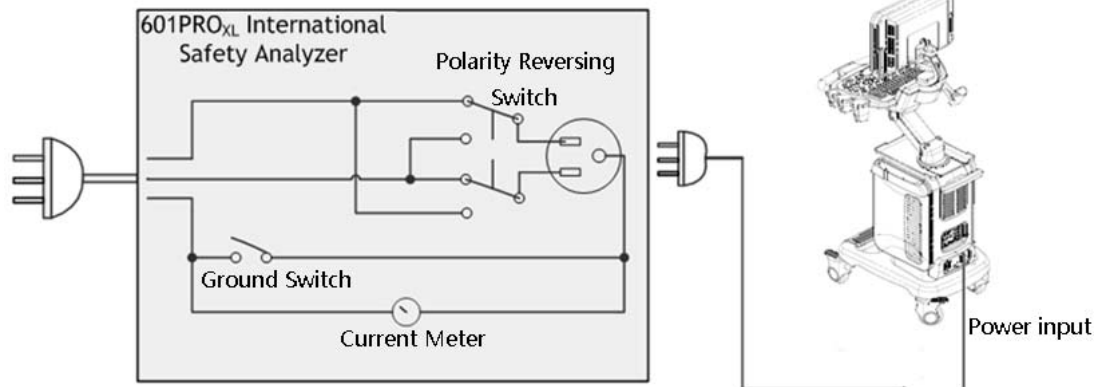 601PROXL International
Safety Analyzer
Polarity Reversing
Switch
Ground Switch
Current Meter
Power input